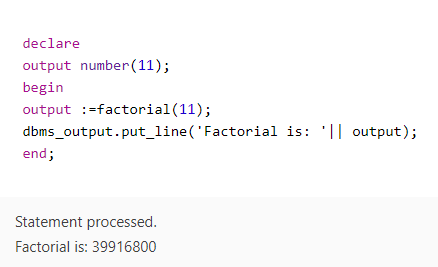 declare
output number(11);
begin
output :=factorial(11);
dbms_output.put_line('Factorial is: '|| output);
end;
Statement processed.
Factorial is: 39916800